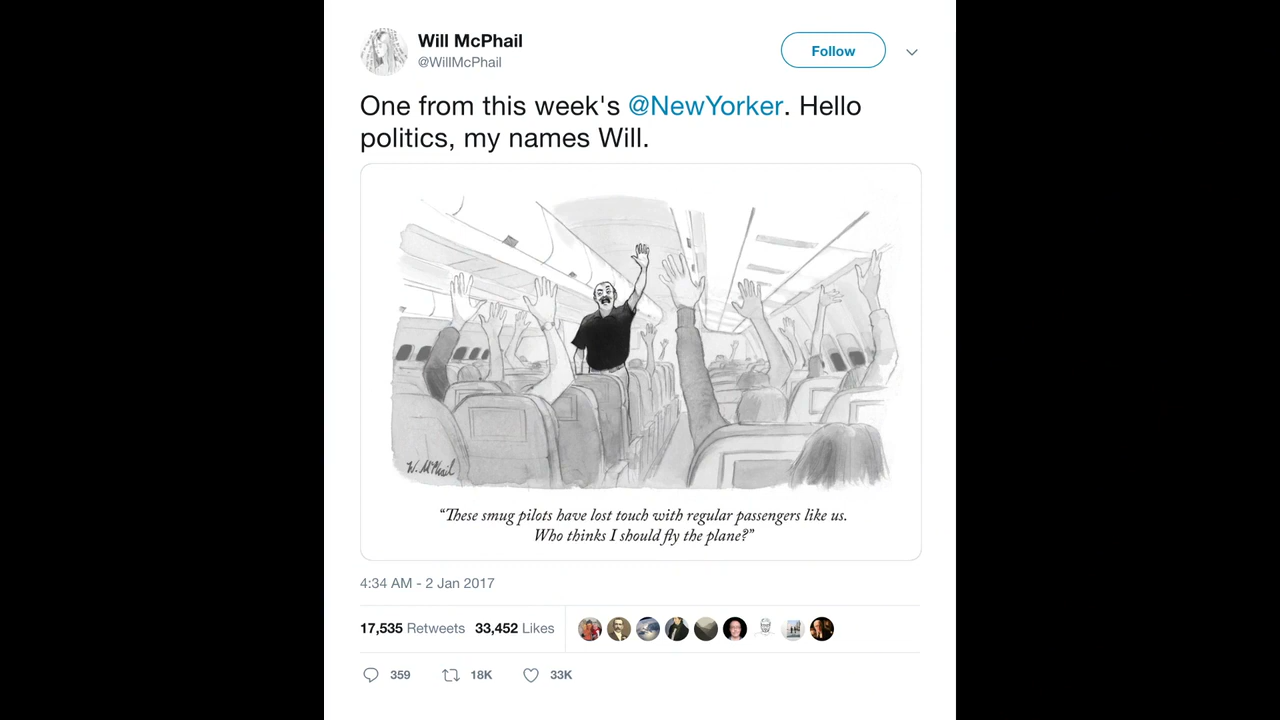 Will McPhail
@WillMcPhail
Follow
One from this week's @NewYorker. Hello
politics, my names Will.
W. McPhail
“These smug pilots have lost touch with regular passengers like us.
Who thinks I should fly the plane?”
4:34 AM - 2 Jan 2017
17,535 Retweets 33,452 Likes
359 18K 33K